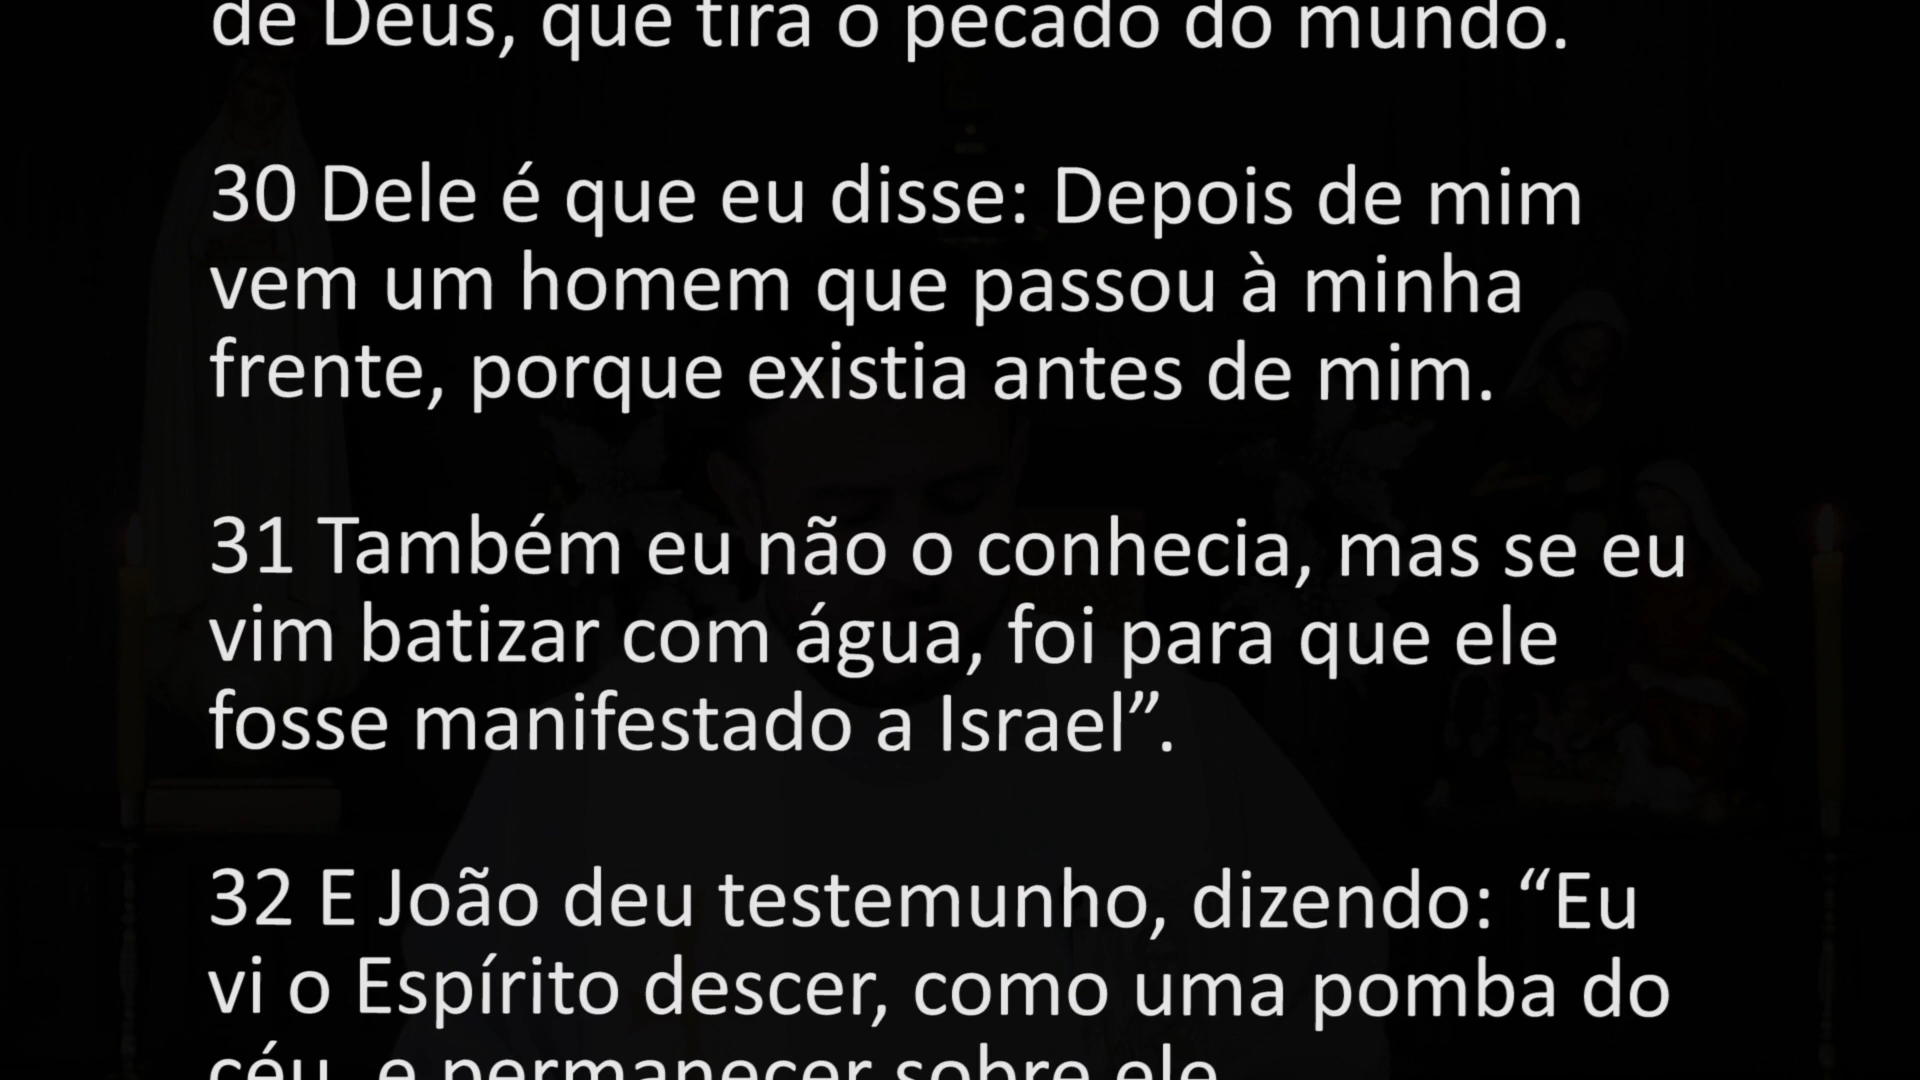 de Deus, que tira o pecado do mundo.
30 Dele é que eu disse: Depois de mim
vem um homem que passou à minha
frente, porque existia antes de mim.
31 Também eu não o conhecia, mas se eu
vim batizar com água, foi para que ele
fosse manifestado a Israel”.
32 E João deu testemunho, dizendo: “Eu
vi o Espírito descer, como uma pomba do
céu, e permanecer sobre ele